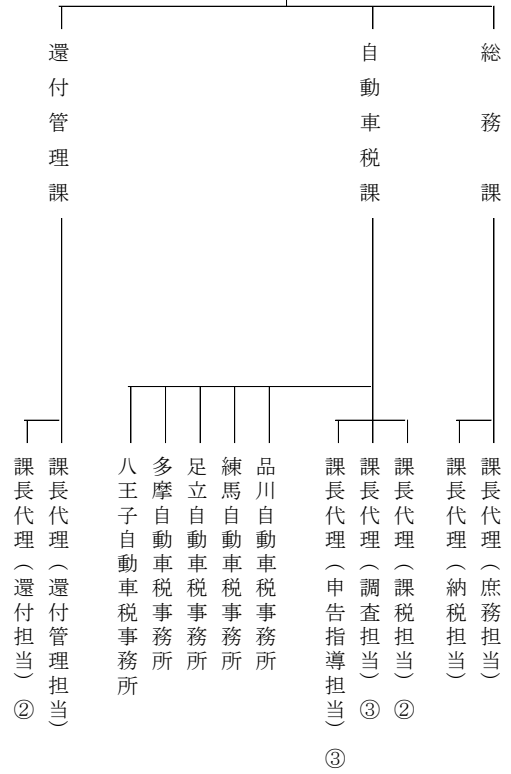 総務課
課長代理（庶務担当）
課長代理（納税担当）
自動車税課
課長代理（課税担当）②
課長代理（調査担当）③
課長代理（申告指導担当）③
品川自動車税事務所
練馬自動車税事務所
足立自動車税事務所
多摩自動車税事務所
八王子自動車税事務所
還付管理課
課長代理（還付管理担当）
課長代理（還付担当）②